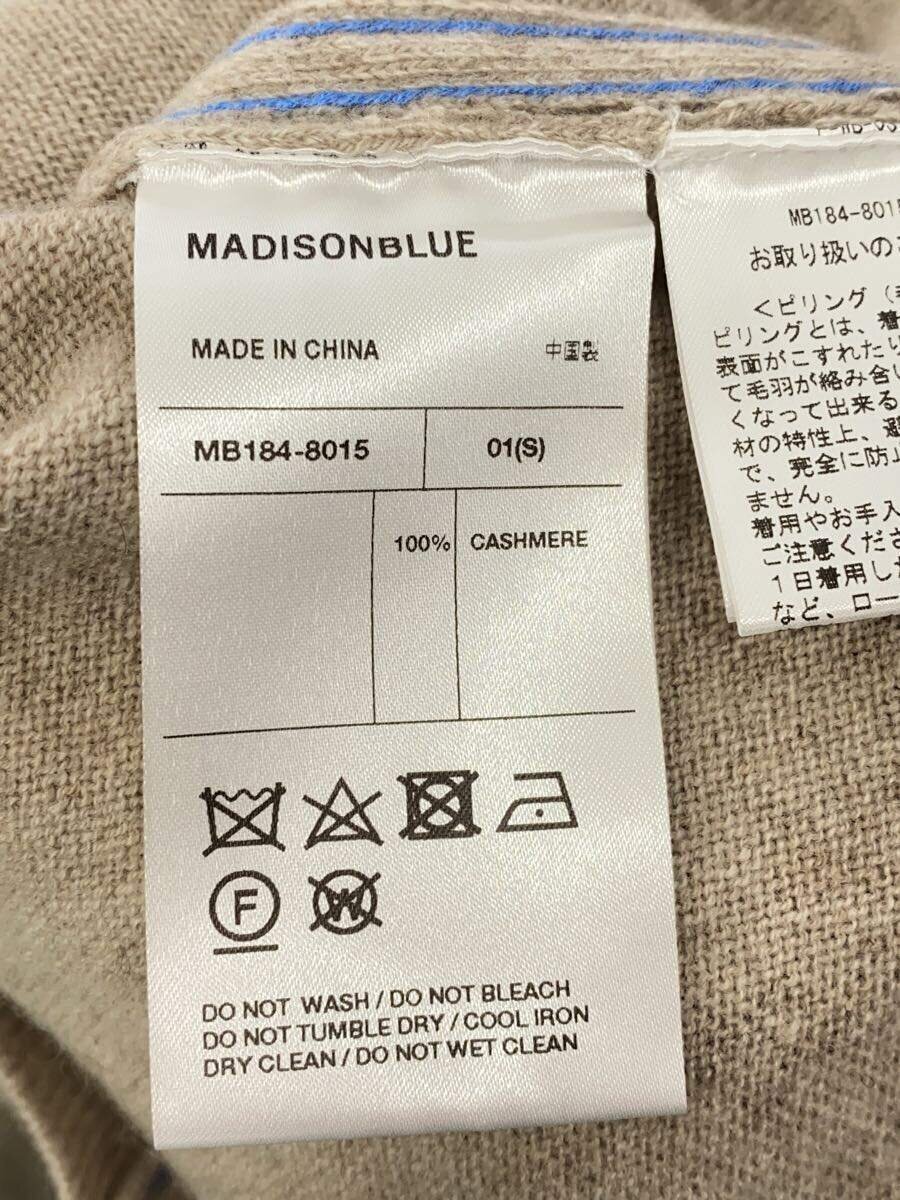 MADISONBLUE
MADE IN CHINA 中国製
MB184-8015 01(S)
100% CASHMERE
F
W
DO NOT WASH / DO NOT BLEACH
DO NOT TUMBLE DRY / COOL IRON
DRY CLEAN / DO NOT WET CLEAN
MB184-8015
お取り扱いの
<ピリング(
ピリングとは、着
表面がこすれたり
て毛羽が絡み合い
くなって出来る
材の特性上、避
で、完全に防止
ません。
着用やお手入
ご注意くださ
1日着用した
など、ロー